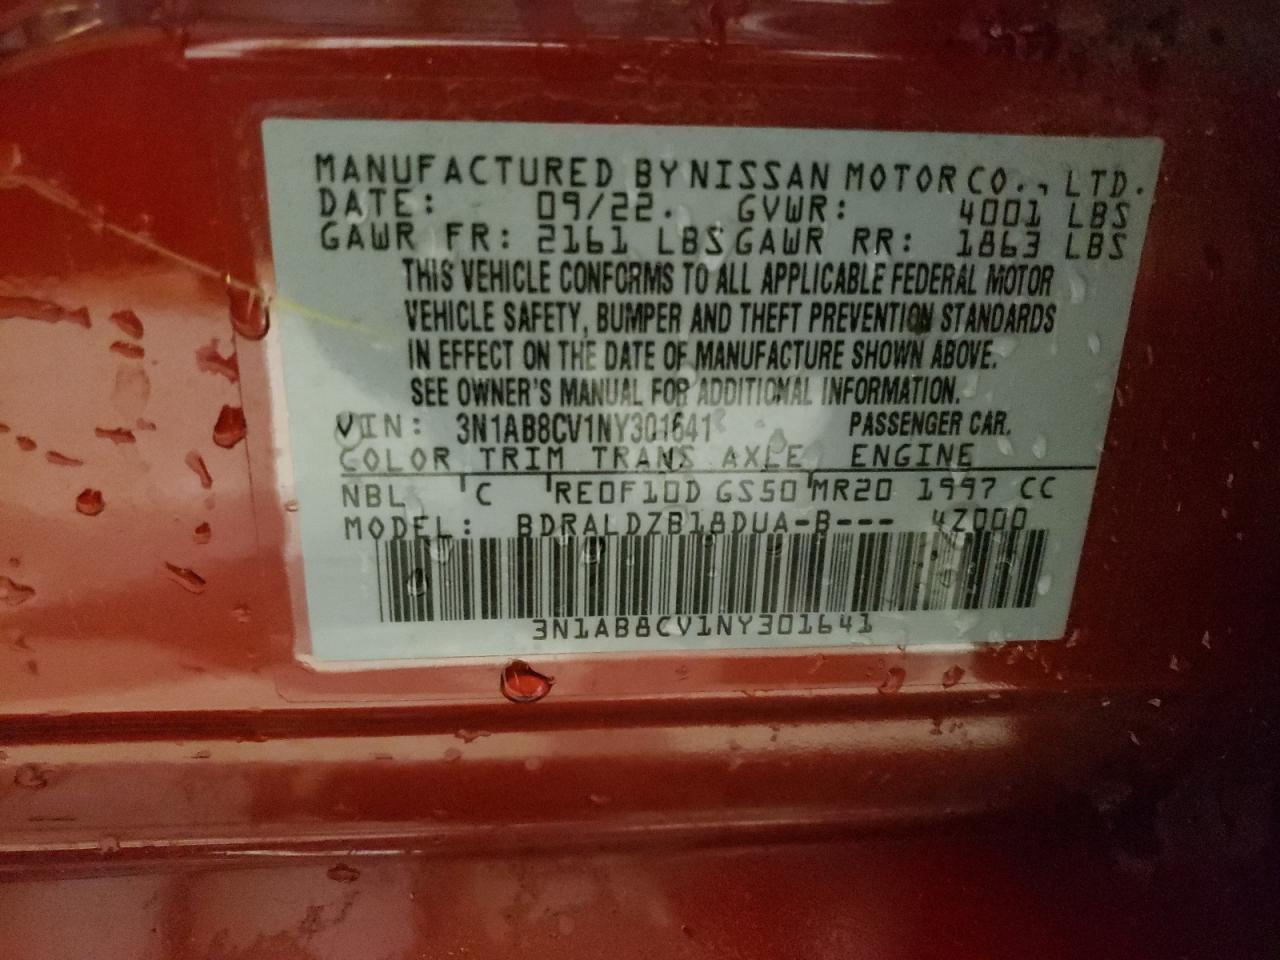 MANUFACTURED BY NISSAN MOTOR CO., LTD.
DATE: 09/22. GVWR: 4001 LBS
GAWR FR: 2161 LBS GAWR RR: 1863 LBS
THIS VEHICLE CONFORMS TO ALL APPLICABLE FEDERAL MOTOR
VEHICLE SAFETY, BUMPER AND THEFT PREVENTION STANDARDS
IN EFFECT ON THE DATE OF MANUFACTURE SHOWN ABOVE.
SEE OWNER'S MANUAL FOR ADDITIONAL INFORMATION.
VIN: 3N1AB8CV1NY301641 PASSENGER CAR.
COLOR TRIM TRANS AXLE ENGINE
NBL C RE0F10D GS50 MR20 1997 CC
MODEL: BDRALDZB18DUA-B--- 4Z000
3N1AB8CV1NY301641